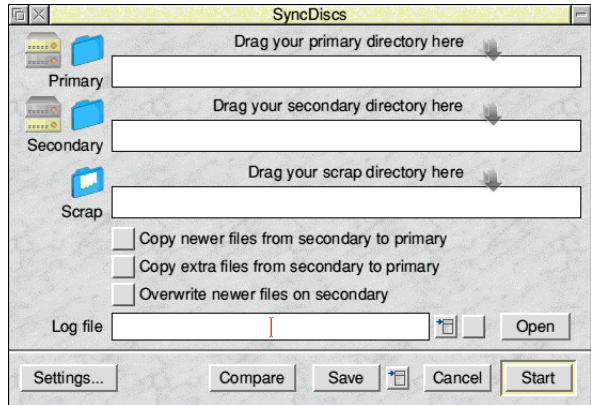 SyncDiscs
Drag your primary directory here
Primary
Drag your secondary directory here
Secondary
Drag your scrap directory here
Scrap
Copy newer files from secondary to primary
Copy extra files from secondary to primary
Overwrite newer files on secondary
Log file Open
Settings... Compare Save Cancel Start